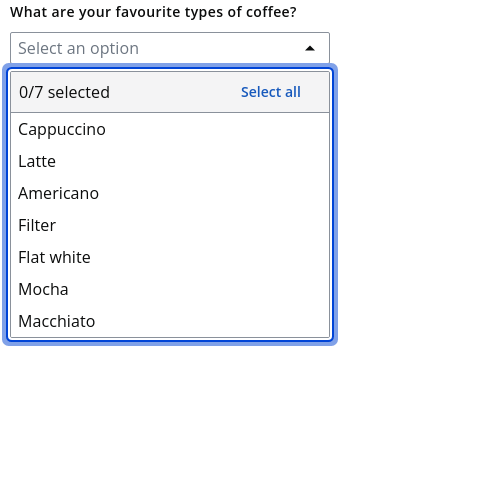 What are your favourite types of coffee?
Select an option
0/7 selected Select all
Cappuccino
Latte
Americano
Filter
Flat white
Mocha
Macchiato